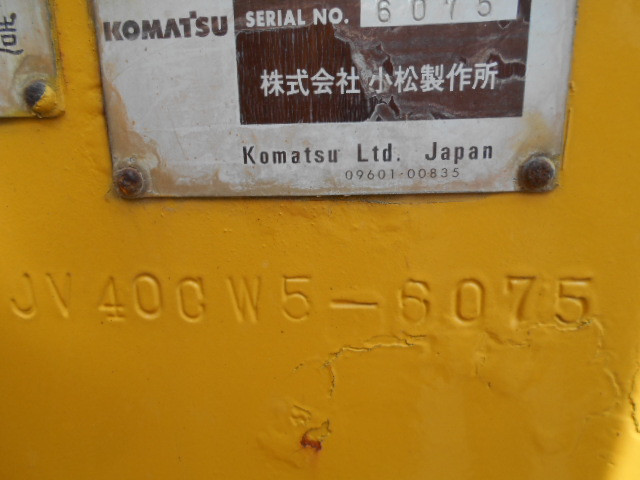 KOMATSU
SERIAL NO. 6075
株式会社 小松製作所
Komatsu Ltd. Japan
09601-00835
JV40CW5-6075